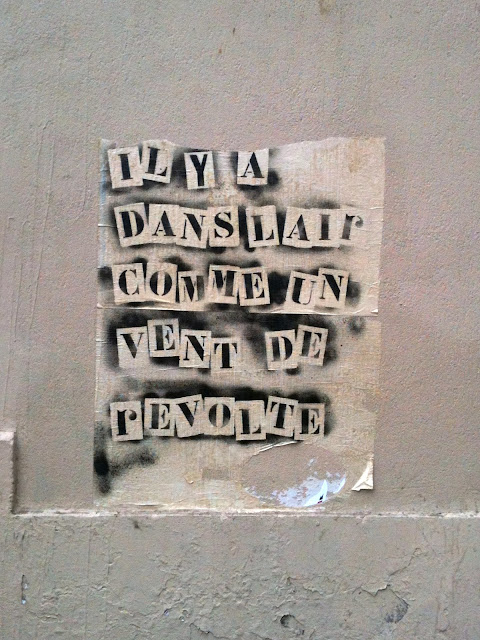 IL Y A
DANS LAIr
COMME UN
VENT DE
rEVOLTE